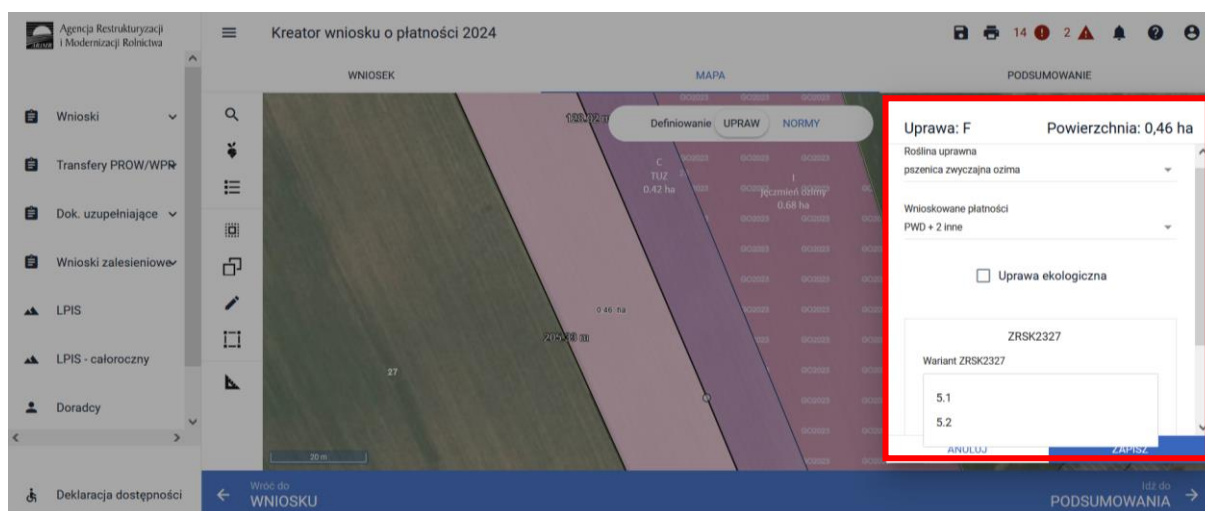 Agencja Restrukturyzacji
i Modernizacji Rolnictwa
ARiMR
Kreator wniosku o płatności 2024
14
2
WNIOSEK
MAPA
PODSUMOWANIE
Wnioski
Transfery PROW/WPR
Dok. uzupełniające
Wnioski zalesieniowe
LPIS
LPIS - całoroczny
Doradcy
Deklaracja dostępności
GO2023 GO2023 GO2023
Definiowanie UPRAW NORMY
C
TUZ
0.42 ha
I
jęczmień ozimy
0.68 ha
0.46 ha
27
20 m
Uprawa: F Powierzchnia: 0,46 ha
Roślina uprawna
pszenica zwyczajna ozima
Wnioskowane płatności
PWD + 2 inne
Uprawa ekologiczna
ZRSK2327
Wariant ZRSK2327
5.1
5.2
ANULUJ ZAPISZ
Wróć do
WNIOSKU
Idź do
PODSUMOWANIA